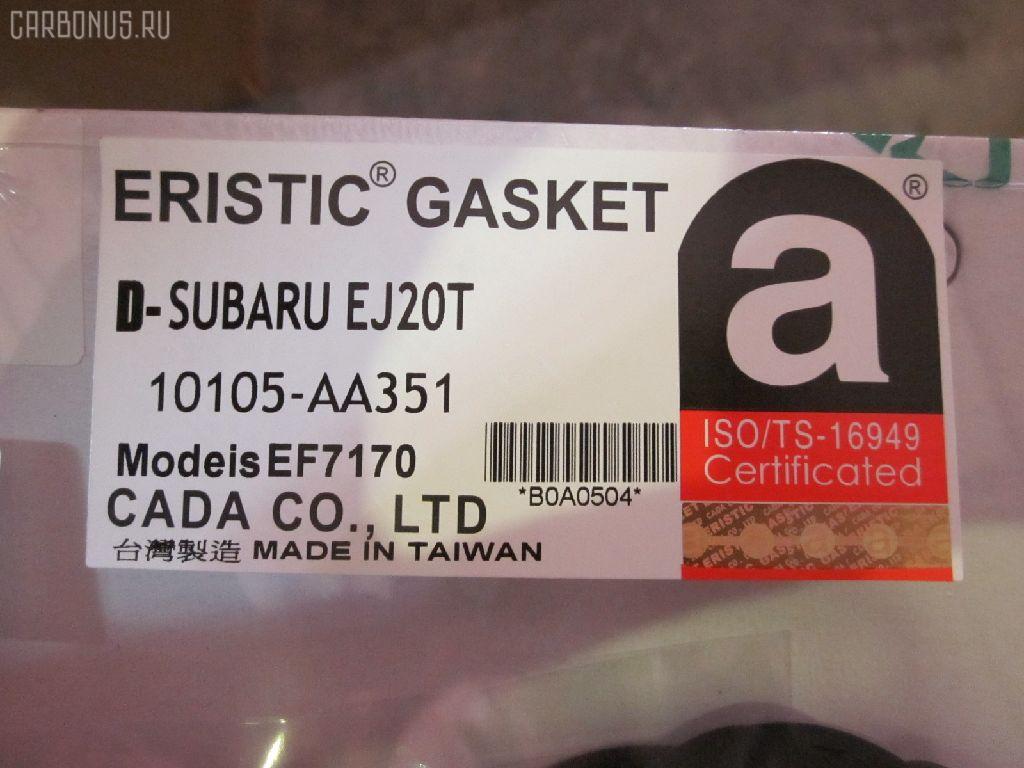 CARBONUS.RU
ERISTIC® GASKET
D-SUBARU EJ20T
10105-AA351
Modeis EF7170
*B0A0504*
CADA CO., LTD
台灣製造 MADE IN TAIWAN
a®
ISO/TS-16949
Certificated